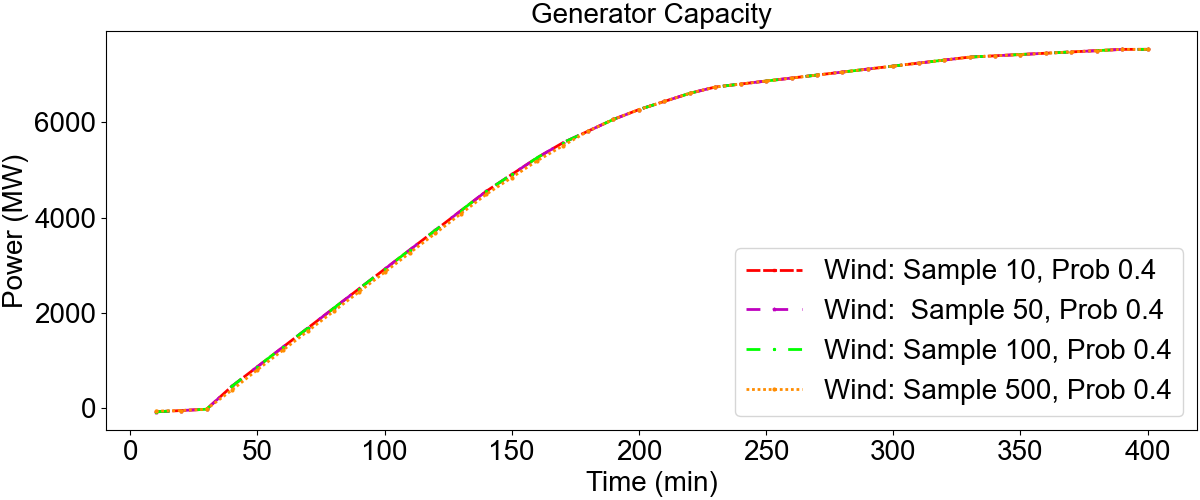 Generator Capacity
Power (MW)
6000
4000
2000
0
Wind: Sample 10, Prob 0.4
Wind:  Sample 50, Prob 0.4
Wind: Sample 100, Prob 0.4
Wind: Sample 500, Prob 0.4
0 50 100 150 200 250 300 350 400
Time (min)